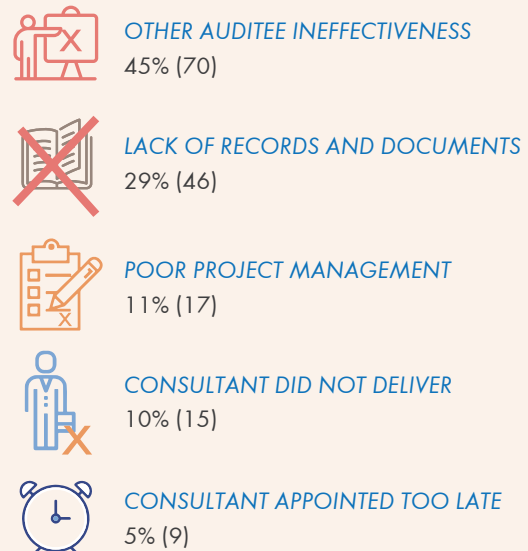 OTHER AUDITEE INEFFECTIVENESS
45% (70)
LACK OF RECORDS AND DOCUMENTS
29% (46)
POOR PROJECT MANAGEMENT
11% (17)
CONSULTANT DID NOT DELIVER
10% (15)
CONSULTANT APPOINTED TOO LATE
5% (9)